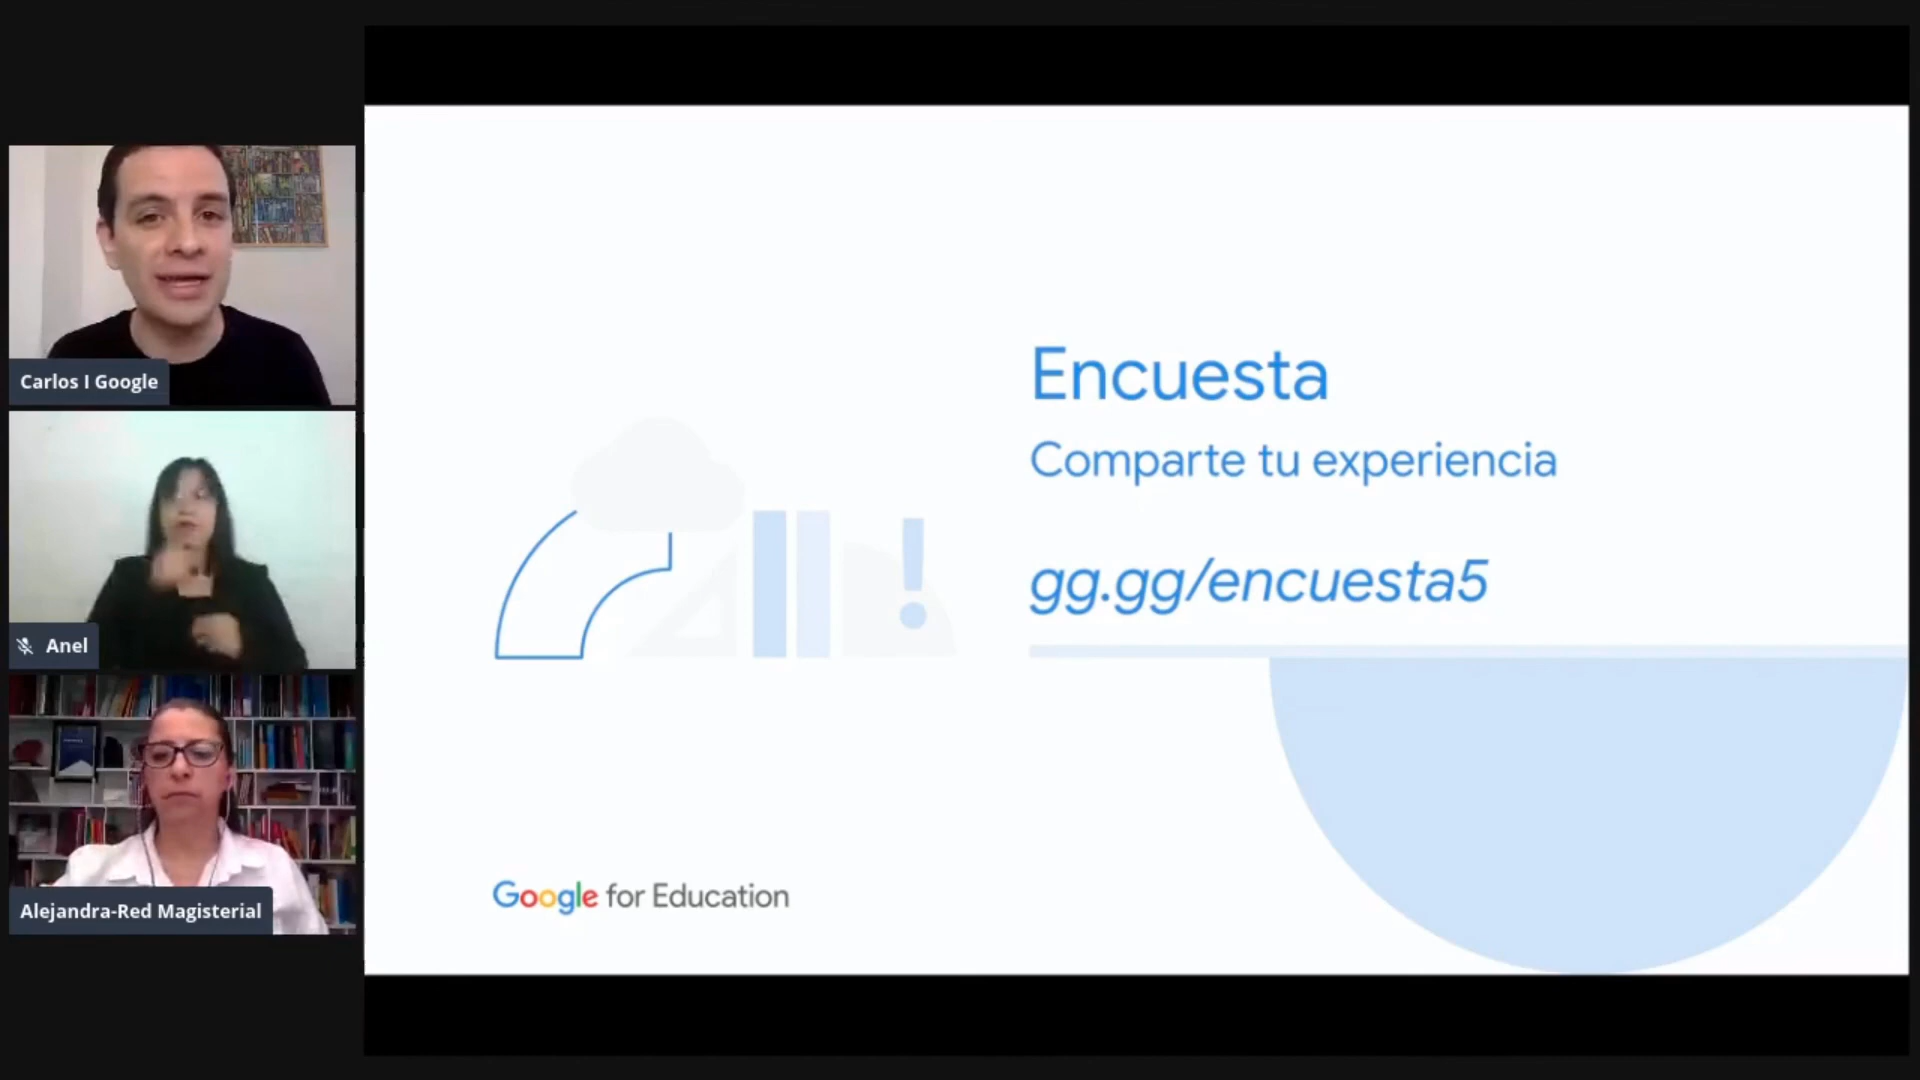 Carlos I Google
Anel
Alejandra-Red Magisterial
Encuesta
Comparte tu experiencia
gg.gg/encuesta5
Google for Education